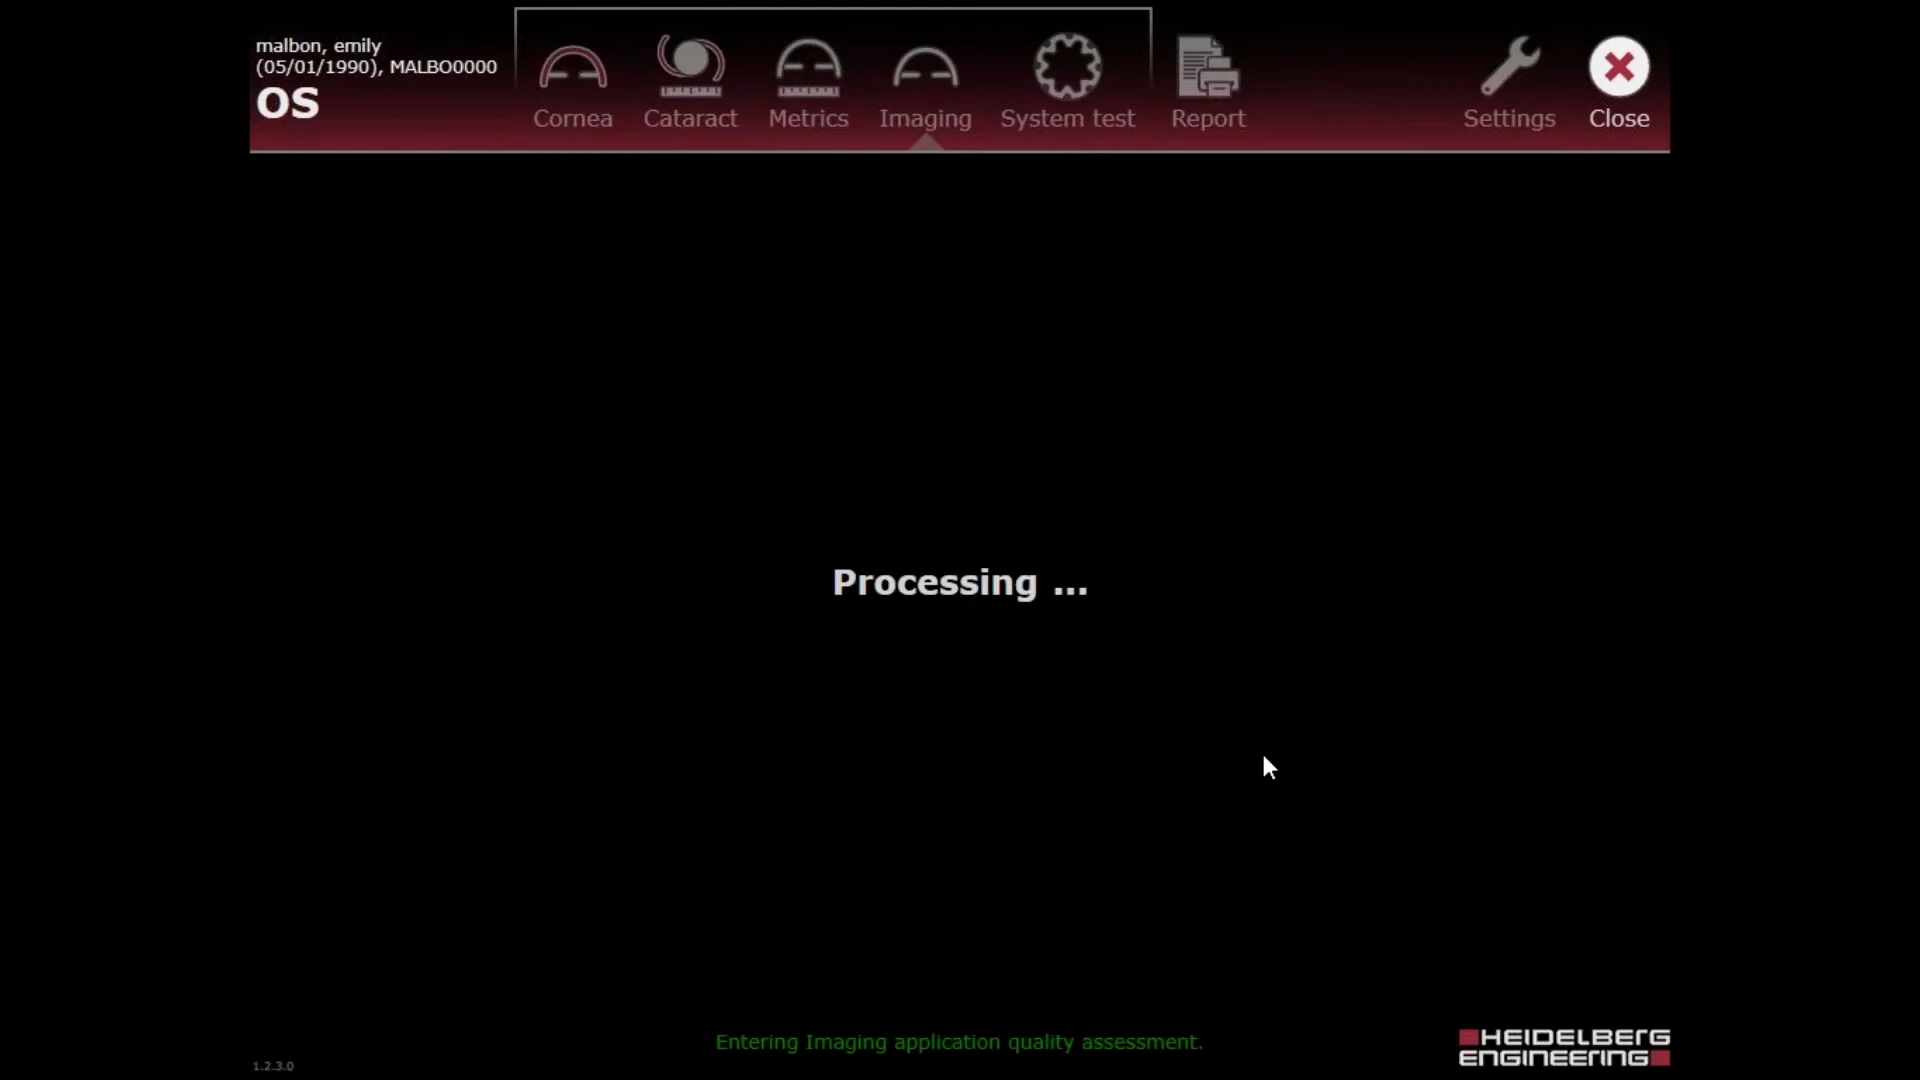 malbon, emily
(05/01/1990), MALBO0000
OS
Cornea
Cataract
Metrics
Imaging
System test
Report
Settings
Close
Processing ...
Entering Imaging application quality assessment.
1.2.3.0
HEIDELBERG
ENGINEERING